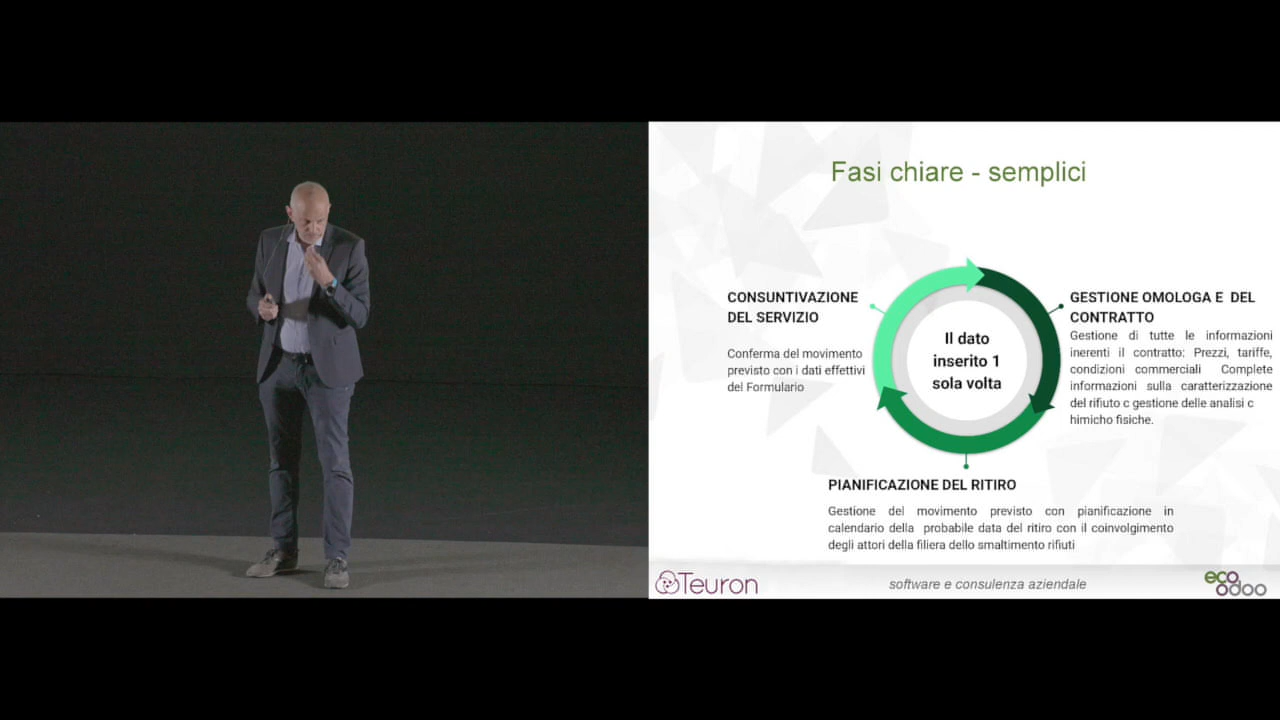 Fasi chiare - semplici
CONSUNTIVAZIONE
DEL SERVIZIO
Conferma del movimento
previsto con i dati effettivi
del Formulario
Il dato
inserito 1
sola volta
GESTIONE OMOLOGA E DEL
CONTRATTO
Gestione di tutte le informazioni
inerenti il contratto: Prezzi, tariffe,
condizioni commerciali Complete
informazioni sulla caratterizzazione
del rifiuto c gestione delle analisi c
himicho fisiche.
PIANIFICAZIONE DEL RITIRO
Gestione del movimento previsto con pianificazione in
calendario della probabile data del ritiro con il coinvolgimento
degli attori della filiera dello smaltimento rifiuti
Teuron
software e consulenza aziendale
eco
odoo